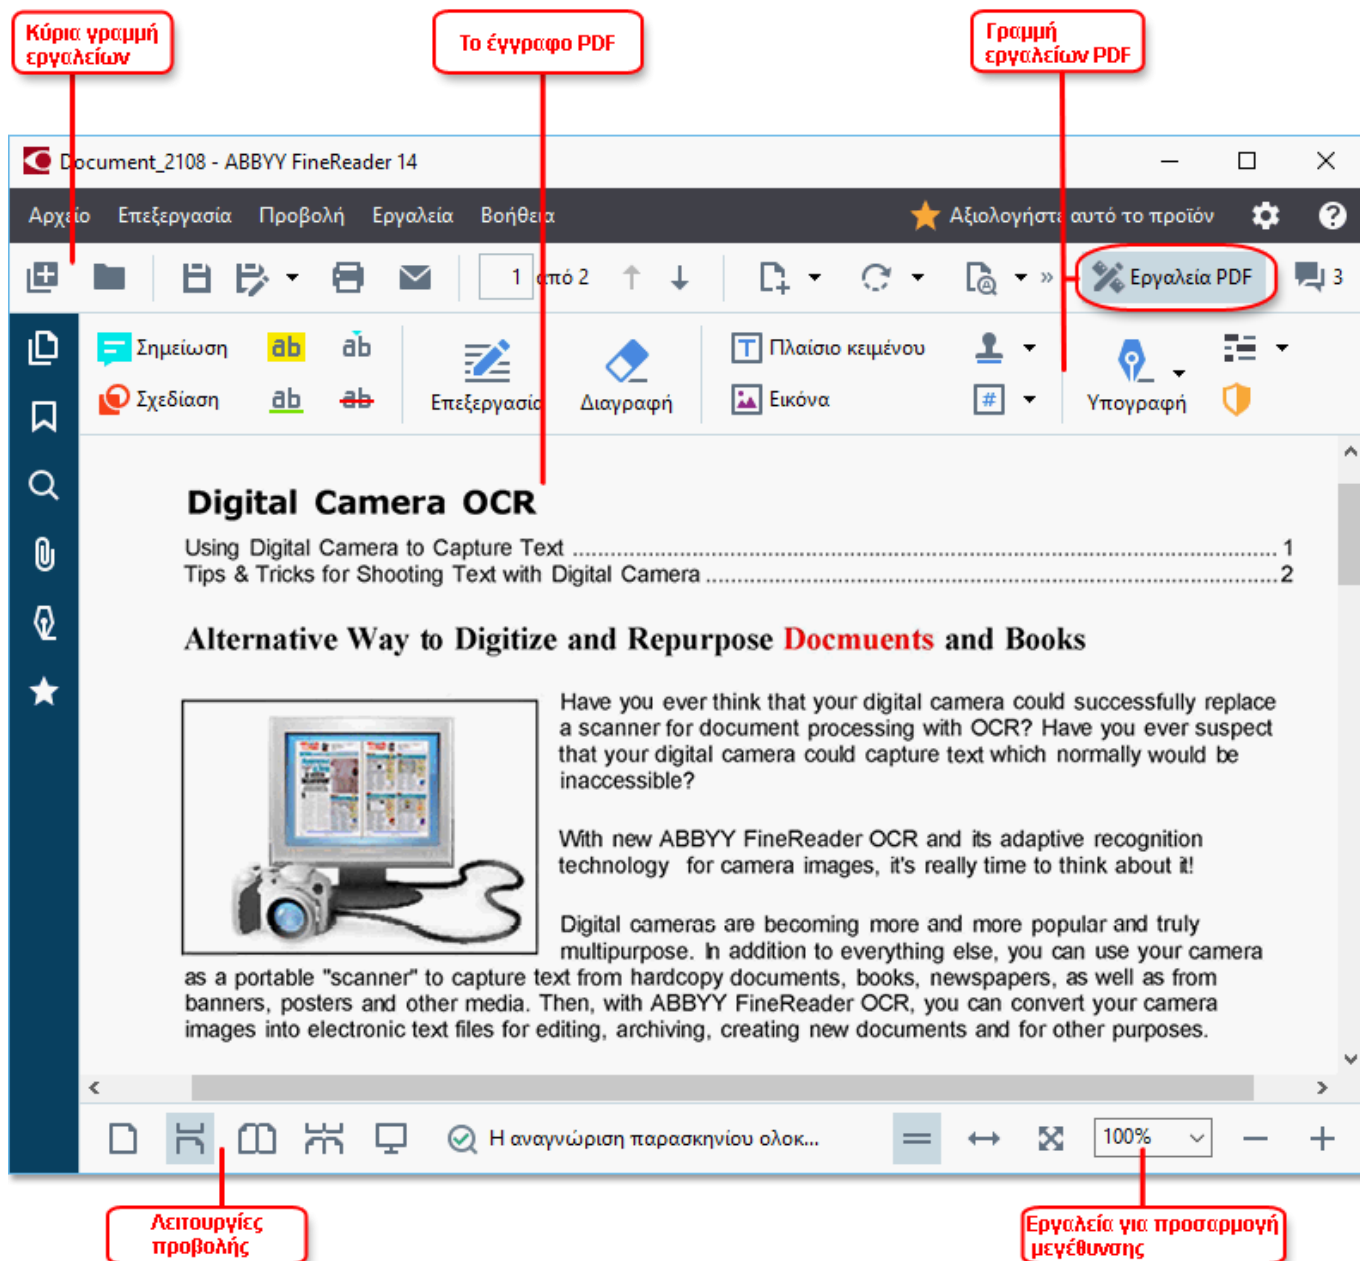 Κύρια γραμμή
εργαλείων
Το έγγραφο PDF
Γραμμή
εργαλείων PDF
Document_2108 - ABBYY FineReader 14
Αρχείο Επεξεργασία Προβολή Εργαλεία Βοήθεια Αξιολογήστε αυτό το προϊόν
1 από 2 Εργαλεία PDF 3
Σημείωση ab ab Πλαίσιο κειμένου
Σχεδίαση ab ab Επεξεργασία Διαγραφή Εικόνα # Υπογραφή
Digital Camera OCR
Using Digital Camera to Capture Text ........ 1
Tips & Tricks for Shooting Text with Digital Camera ........ 2
Alternative Way to Digitize and Repurpose Docmuents and Books
Have you ever think that your digital camera could successfully replace
a scanner for document processing with OCR? Have you ever suspect
that your digital camera could capture text which normally would be
inaccessible?
With new ABBYY FineReader OCR and its adaptive recognition
technology for camera images, it's really time to think about it!
Digital cameras are becoming more and more popular and truly
multipurpose. In addition to everything else, you can use your camera
as a portable "scanner" to capture text from hardcopy documents, books, newspapers, as well as from
banners, posters and other media. Then, with ABBYY FineReader OCR, you can convert your camera
images into electronic text files for editing, archiving, creating new documents and for other purposes.
Η αναγνώριση παρασκηνίου ολοκ... 100%
Λειτουργίες
προβολής
Εργαλεία για προσαρμογή
μεγέθυνσης